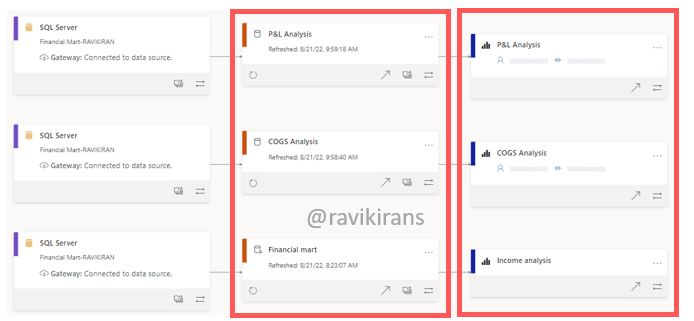 SQL Server
Financial Mart-RAVIKIRAN
Gateway: Connected to data source.
P&L Analysis
Refreshed: 8/21/22, 9:59:18 AM
P&L Analysis
SQL Server
Financial Mart-RAVIKIRAN
Gateway: Connected to data source.
COGS Analysis
Refreshed: 8/21/22, 9:58:40 AM
COGS Analysis
@ravikirans
SQL Server
Financial Mart-RAVIKIRAN
Gateway: Connected to data source.
Financial mart
Refreshed: 8/21/22, 8:23:07 AM
Income analysis